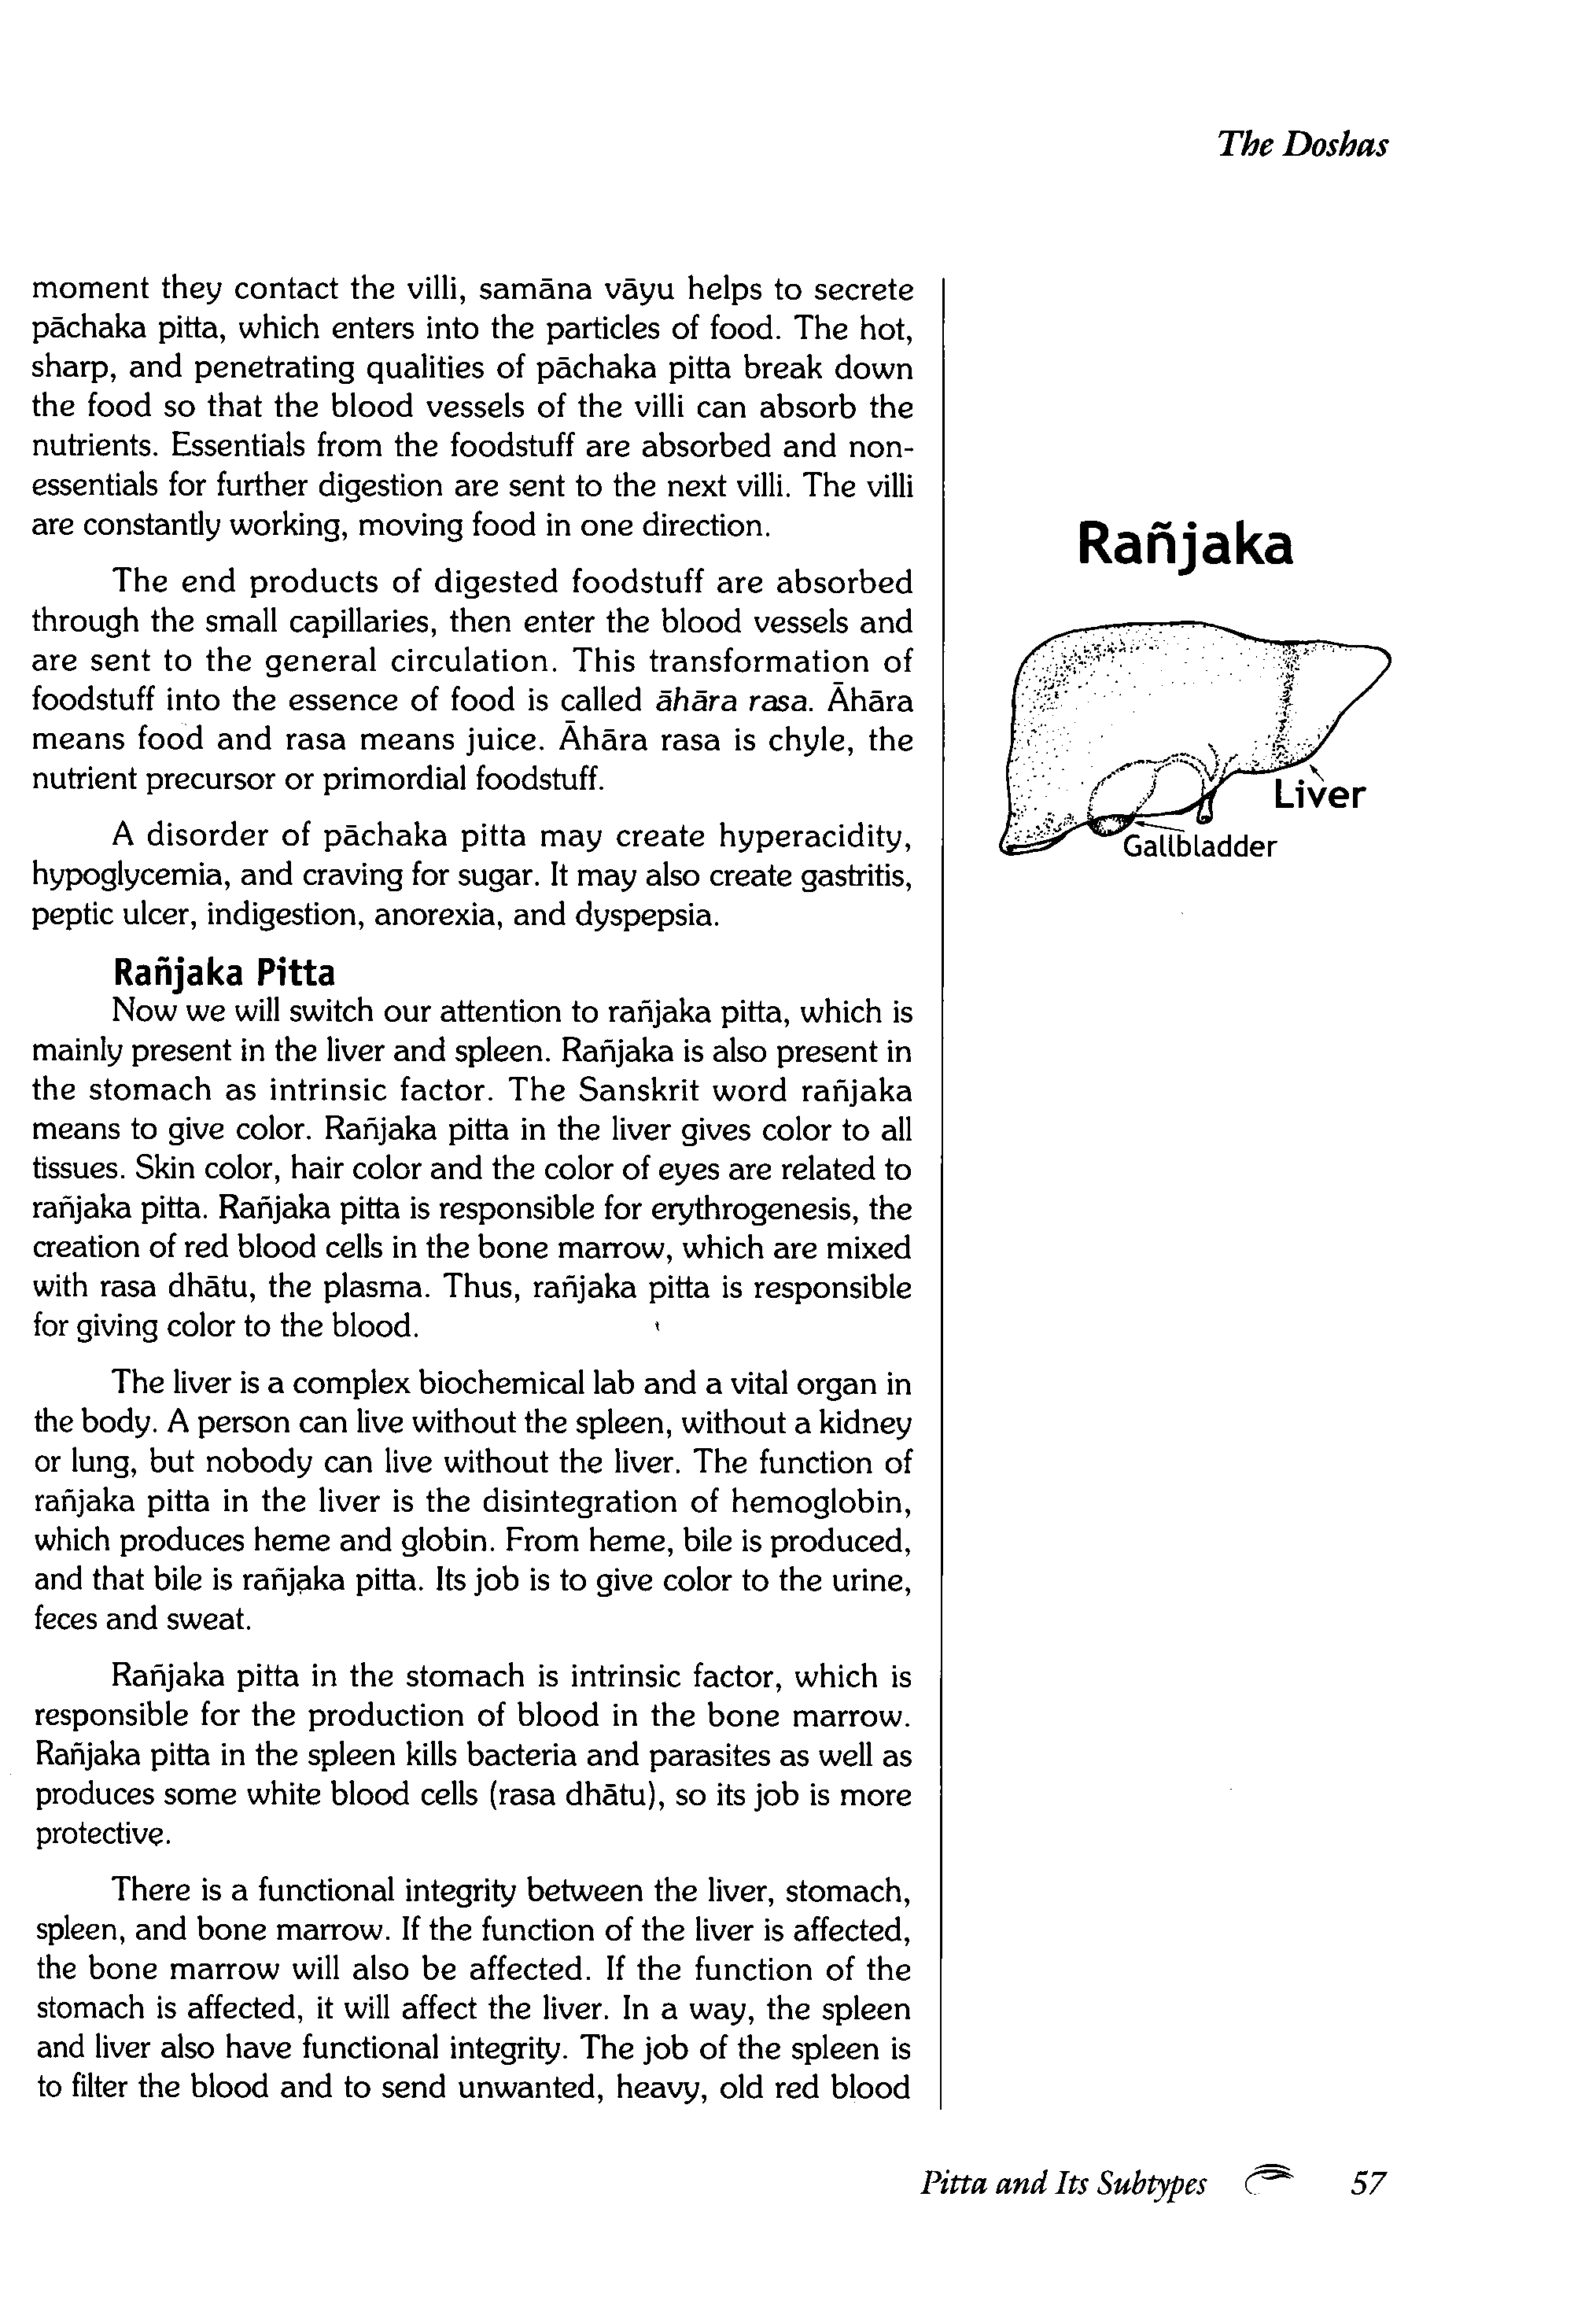 The Doshas
moment they contact the villi, samāna vāyu helps to secrete
pāchaka pitta, which enters into the particles of food. The hot,
sharp, and penetrating qualities of pāchaka pitta break down
the food so that the blood vessels of the villi can absorb the
nutrients. Essentials from the foodstuff are absorbed and non-
essentials for further digestion are sent to the next villi. The villi
are constantly working, moving food in one direction.
The end products of digested foodstuff are absorbed
through the small capillaries, then enter the blood vessels and
are sent to the general circulation. This transformation of
foodstuff into the essence of food is called āhāra rasa. Āhāra
means food and rasa means juice. Āhāra rasa is chyle, the
nutrient precursor or primordial foodstuff.
A disorder of pāchaka pitta may create hyperacidity,
hypoglycemia, and craving for sugar. It may also create gastritis,
peptic ulcer, indigestion, anorexia, and dyspepsia.
Rañjaka Pitta
Now we will switch our attention to rañjaka pitta, which is
mainly present in the liver and spleen. Rañjaka is also present in
the stomach as intrinsic factor. The Sanskrit word rañjaka
means to give color. Rañjaka pitta in the liver gives color to all
tissues. Skin color, hair color and the color of eyes are related to
rañjaka pitta. Rañjaka pitta is responsible for erythrogenesis, the
creation of red blood cells in the bone marrow, which are mixed
with rasa dhātu, the plasma. Thus, rañjaka pitta is responsible
for giving color to the blood.
The liver is a complex biochemical lab and a vital organ in
the body. A person can live without the spleen, without a kidney
or lung, but nobody can live without the liver. The function of
rañjaka pitta in the liver is the disintegration of hemoglobin,
which produces heme and globin. From heme, bile is produced,
and that bile is rañjaka pitta. Its job is to give color to the urine,
feces and sweat.
Rañjaka pitta in the stomach is intrinsic factor, which is
responsible for the production of blood in the bone marrow.
Rañjaka pitta in the spleen kills bacteria and parasites as well as
produces some white blood cells (rasa dhātu), so its job is more
protective.
There is a functional integrity between the liver, stomach,
spleen, and bone marrow. If the function of the liver is affected,
the bone marrow will also be affected. If the function of the
stomach is affected, it will affect the liver. In a way, the spleen
and liver also have functional integrity. The job of the spleen is
to filter the blood and to send unwanted, heavy, old red blood
Rañjaka
Liver
Gallbladder
Pitta and Its Subtypes 57